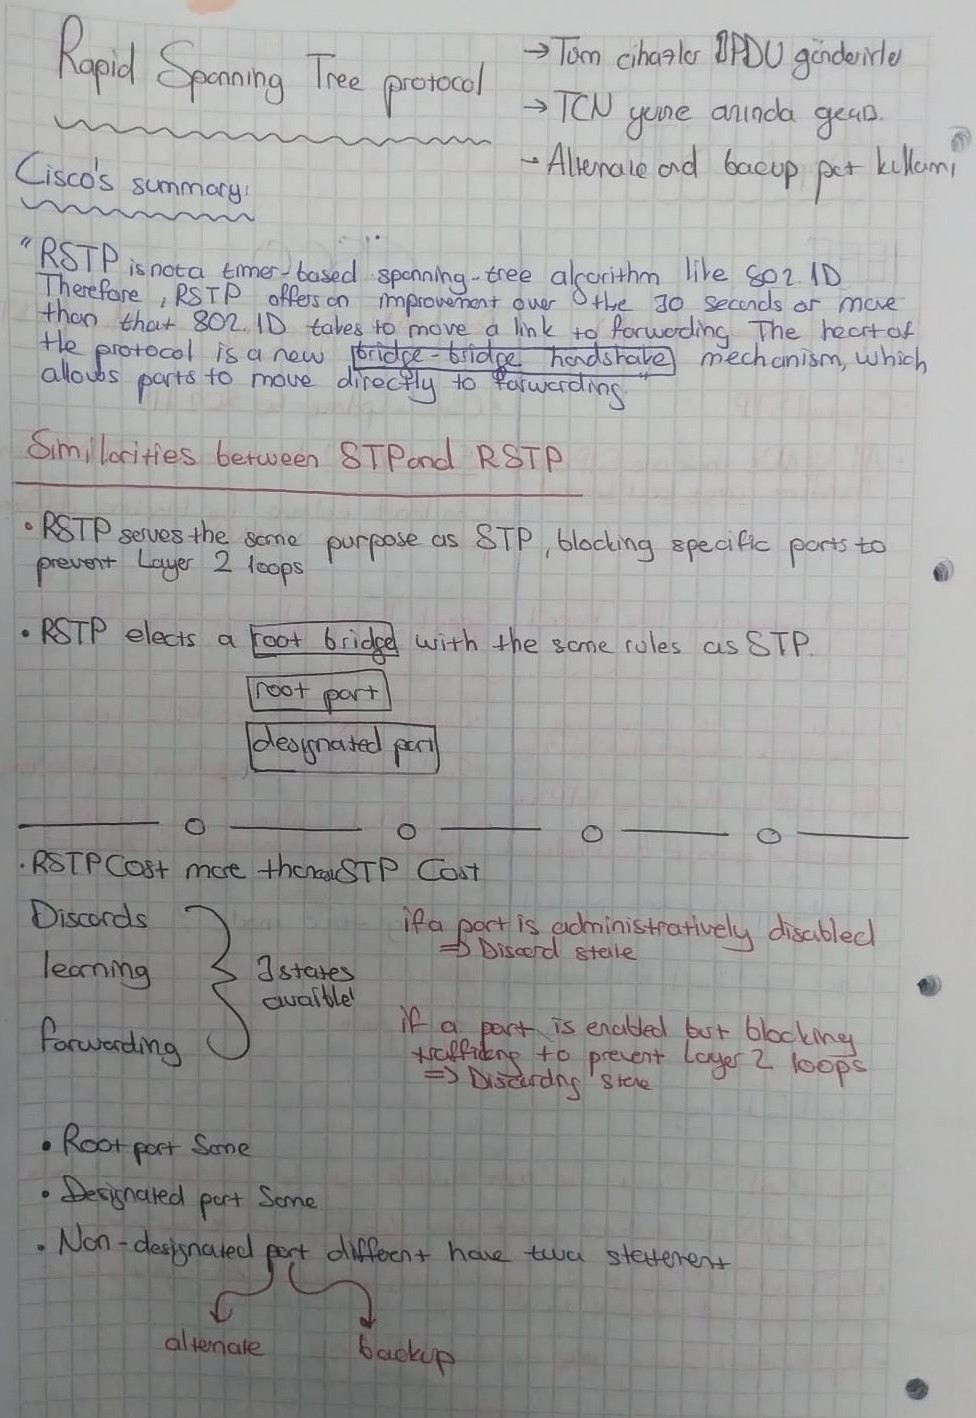 Rapid Spanning Tree protocol
→ Tüm cihazlar BPDU gönderirler
→ TCN yine anında geçiş.
→ Alternate and bacup port kullanımı
Cisco's summary:
"RSTP is not a timer-based spanning-tree algorithm like 802.1D
Therefore, RSTP offers an improvement over the 30 seconds or more
than that 802.1D takes to move a link to forwarding. The heart of
the protocol is a new bridge-bridge handshake mechanism, which
allows ports to move directly to forwarding."
Similarities between STP and RSTP
• RSTP serves the same purpose as STP, blocking specific ports to
prevent Layer 2 loops
• RSTP elects a root bridge with the same rules as STP.
root port
designated port
• RSTP Cost more than STP Cost
Discards
learning
forwarding
3 states
avaible!
if a port is administratively disabled
=> Discard state
if a port is enabled but blocking
traffic to prevent Layer 2 loops
=> Discarding state
• Root port Same
• Designated port Same
• Non-designated port different have two statement
alternate
backup